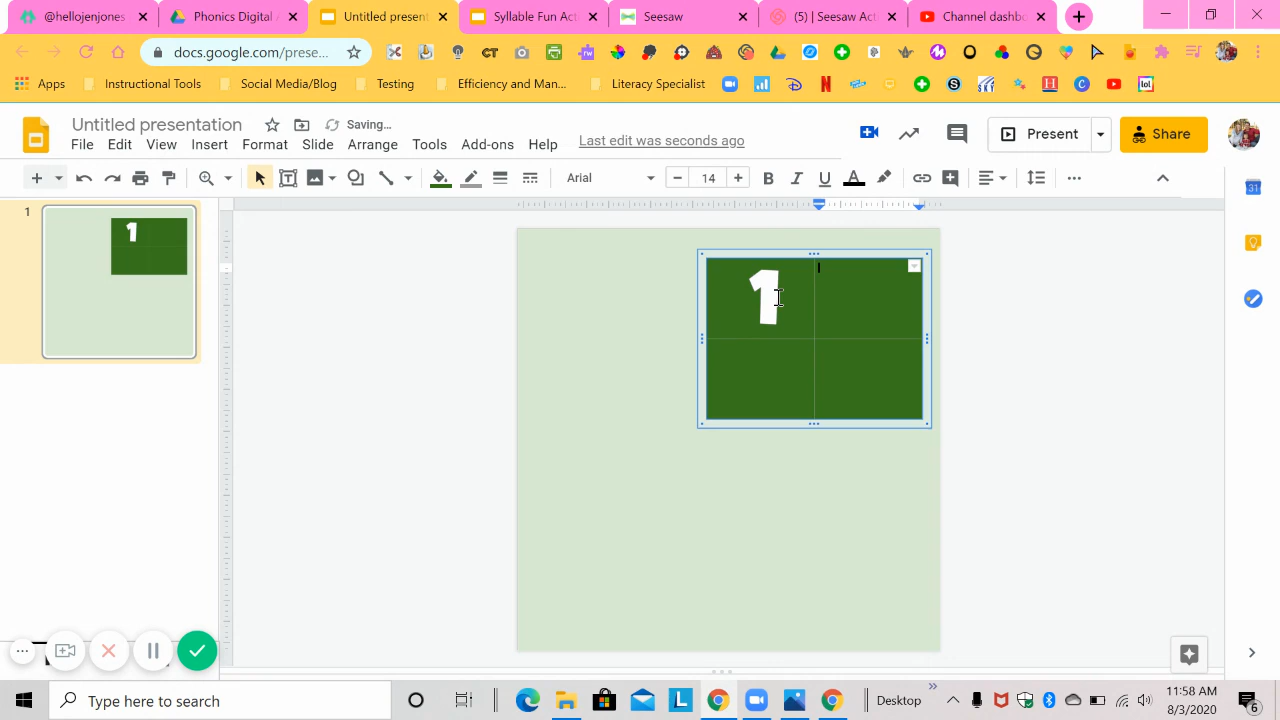 @hellojenjones
Phonics Digital
Untitled present
Syllable Fun Act
Seesaw
(5) | Seesaw Act
Channel dashbo
docs.google.com/prese...
Apps
Instructional Tools
Social Media/Blog
Testing
Efficiency and Man...
Literacy Specialist
Untitled presentation
Saving...
File Edit View Insert Format Slide Arrange Tools Add-ons Help
Last edit was seconds ago
Present
Share
Arial
14
1
1
1
Type here to search
Desktop
11:58 AM
8/3/2020
6